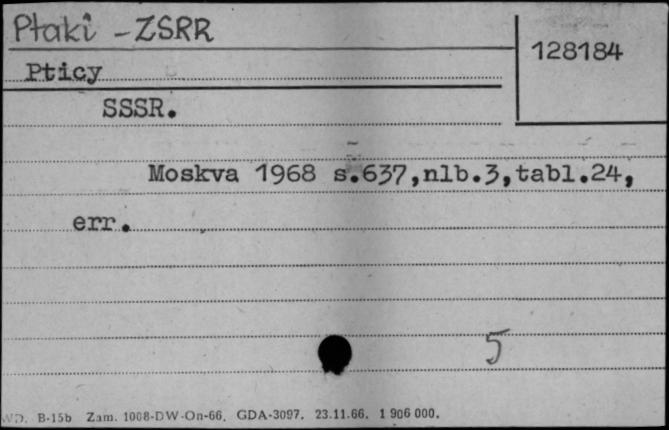 Ptaki - ZSRR
128184
Pticy
SSSR.
Moskva 1968 s.637,nlb.3,tabl.24,
err.
5
B-15b Zam. 1008-DW-On-66. GDA-3097. 23.11.66. 1 906 000.